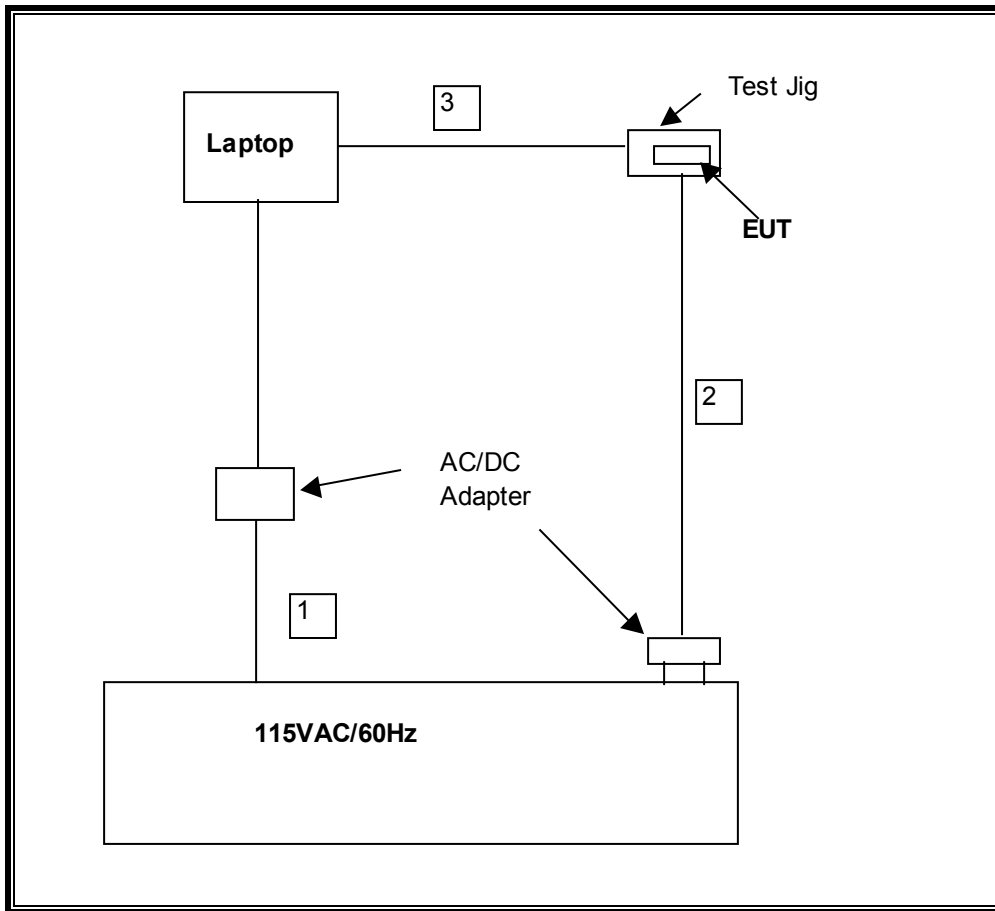 3
Test Jig
Laptop
EUT
2
AC/DC
Adapter
1
115VAC/60Hz